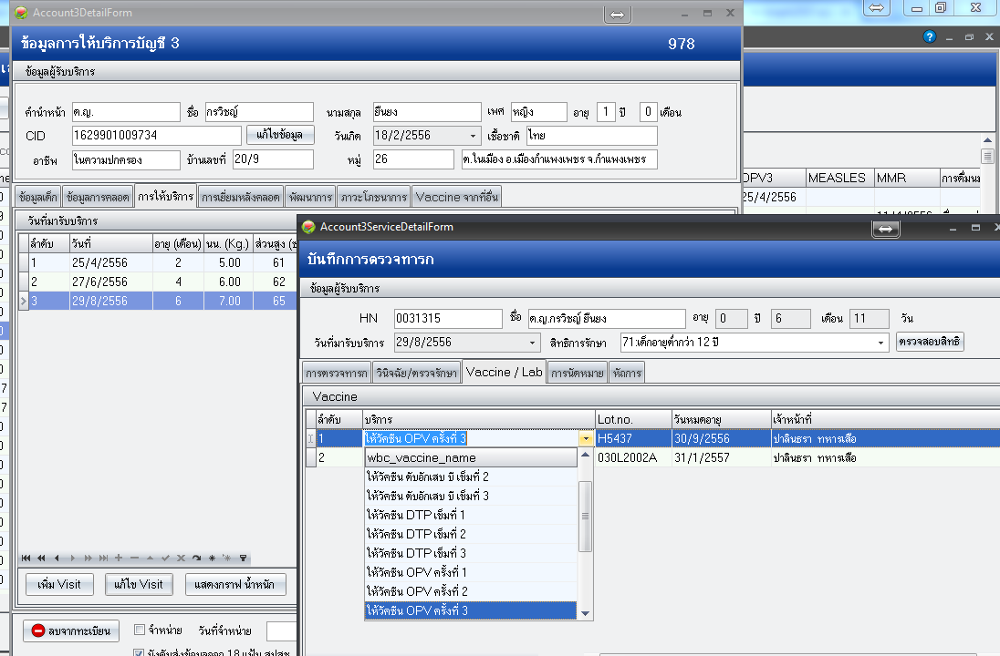 Account3DetailForm
ข้อมูลการให้บริการบัญชี 3 978
ข้อมูลผู้รับบริการ
คำนำหน้า ด.ญ. ชื่อ กรวิชญ์ นามสกุล ยืนยง เพศ หญิง อายุ 1 ปี 0 เดือน
CID 1629901009734 แก้ไขข้อมูล วันเกิด 18/2/2556 เชื้อชาติ ไทย
อาชีพ ในความปกครอง บ้านเลขที่ 20/9 หมู่ 26 ต.ในเมือง อ.เมืองกำแพงเพชร จ.กำแพงเพชร
ข้อมูลเด็ก ข้อมูลการคลอด การให้บริการ การเยี่ยมหลังคลอด พัฒนาการ ภาวะโภชนาการ Vaccine จากที่อื่น
OPV3 MEASLES MMR การดื่มนม
25/4/2556
วันที่มารับบริการ
ลำดับ วันที่ อายุ (เดือน) นน. (Kg.) ส่วนสูง (
1 25/4/2556 2 5.00 61
2 27/6/2556 4 6.00 62
3 29/8/2556 6 7.00 65
เพิ่ม Visit แก้ไข Visit แสดงกราฟ น้ำหนัก
ลบจากทะเบียน จำหน่าย วันที่จำหน่าย
บังคับส่งข้อมูลออก 18 แฟ้ม สปสช.
Account3ServiceDetailForm
บันทึกการตรวจทารก
ข้อมูลผู้รับบริการ
HN 0031315 ชื่อ ด.ญ.กรวิชญ์ ยืนยง อายุ 0 ปี 6 เดือน 11 วัน
วันที่มารับบริการ 29/8/2556 สิทธิการรักษา 71:เด็กอายุต่ำกว่า 12 ปี ตรวจสอบสิทธิ
การตรวจทารก วินิจฉัย/ตรวจรักษา Vaccine / Lab การนัดหมาย หัถการ
Vaccine
ลำดับ บริการ Lot.no. วันหมดอายุ เจ้าหน้าที่
1 ให้วัคซีน OPV ครั้งที่ 3 H5437 30/9/2556 ปาลินธรา ทหารเสือ
2 030L2002A 31/1/2557 ปาลินธรา ทหารเสือ
wbc_vaccine_name
ให้วัคซีน ตับอักเสบ บี เข็มที่ 2
ให้วัคซีน ตับอักเสบ บี เข็มที่ 3
ให้วัคซีน DTP เข็มที่ 1
ให้วัคซีน DTP เข็มที่ 2
ให้วัคซีน DTP เข็มที่ 3
ให้วัคซีน OPV ครั้งที่ 1
ให้วัคซีน OPV ครั้งที่ 2
ให้วัคซีน OPV ครั้งที่ 3